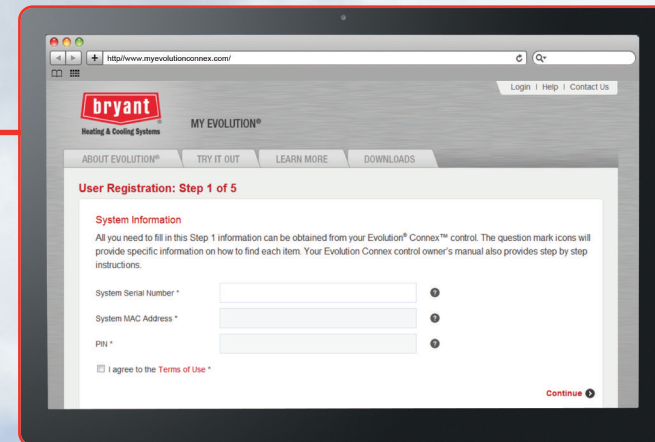 http//www.myevolutionconnex.com/
Login | Help | Contact Us
bryant
Heating & Cooling Systems
MY EVOLUTION®
ABOUT EVOLUTION® TRY IT OUT LEARN MORE DOWNLOADS
User Registration: Step 1 of 5
System Information
All you need to fill in this Step 1 information can be obtained from your Evolution® Connex™ control. The question mark icons will
provide specific information on how to find each item. Your Evolution Connex control owner's manual also provides step by step
instructions.
System Serial Number *
System MAC Address *
PIN *
I agree to the Terms of Use *
Continue